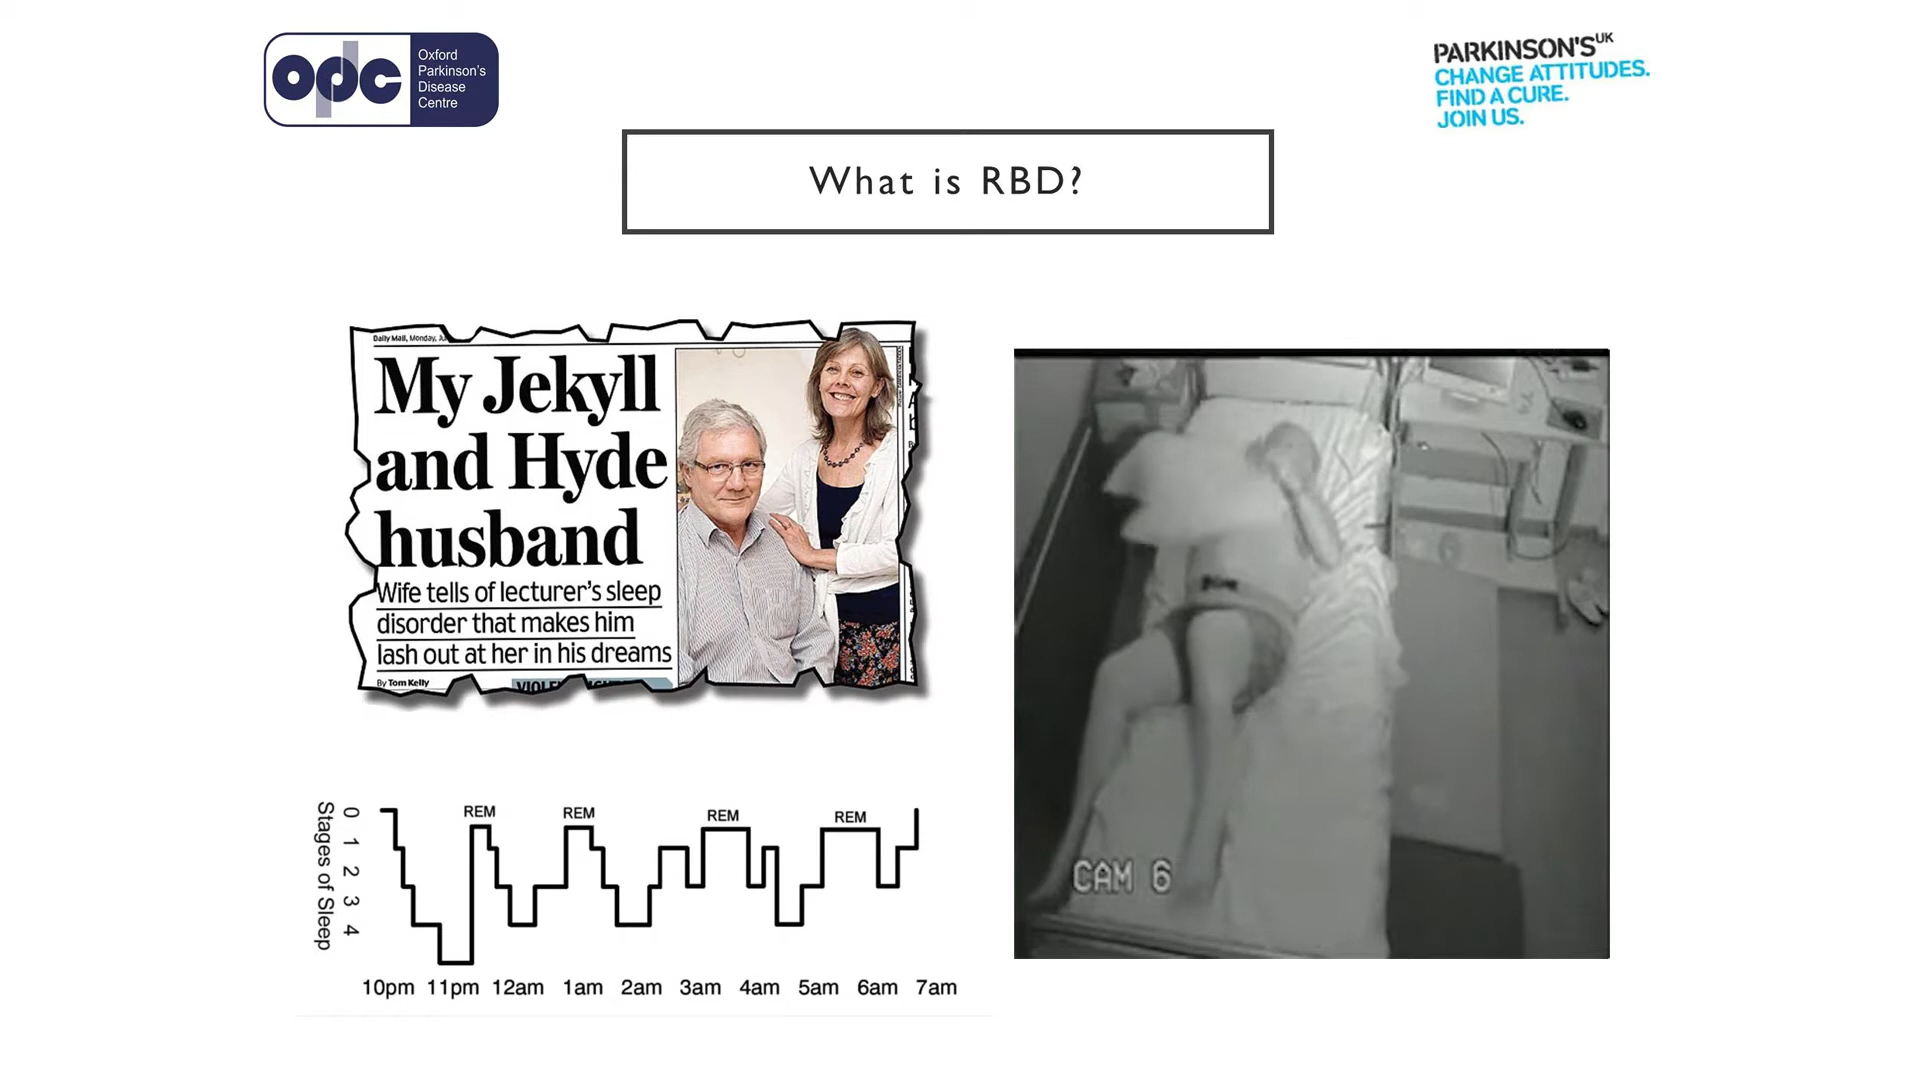 opdc
Oxford
Parkinson's
Disease
Centre
PARKINSON'S UK
CHANGE ATTITUDES.
FIND A CURE.
JOIN US.
What is RBD?
Daily Mail, Monday,
My Jekyll
and Hyde
husband
Wife tells of lecturer's sleep
disorder that makes him
lash out at her in his dreams
By Tom Kelly
CAM 6
Stages of Sleep
0
1
2
3
4
REM REM REM REM
10pm 11pm 12am 1am 2am 3am 4am 5am 6am 7am